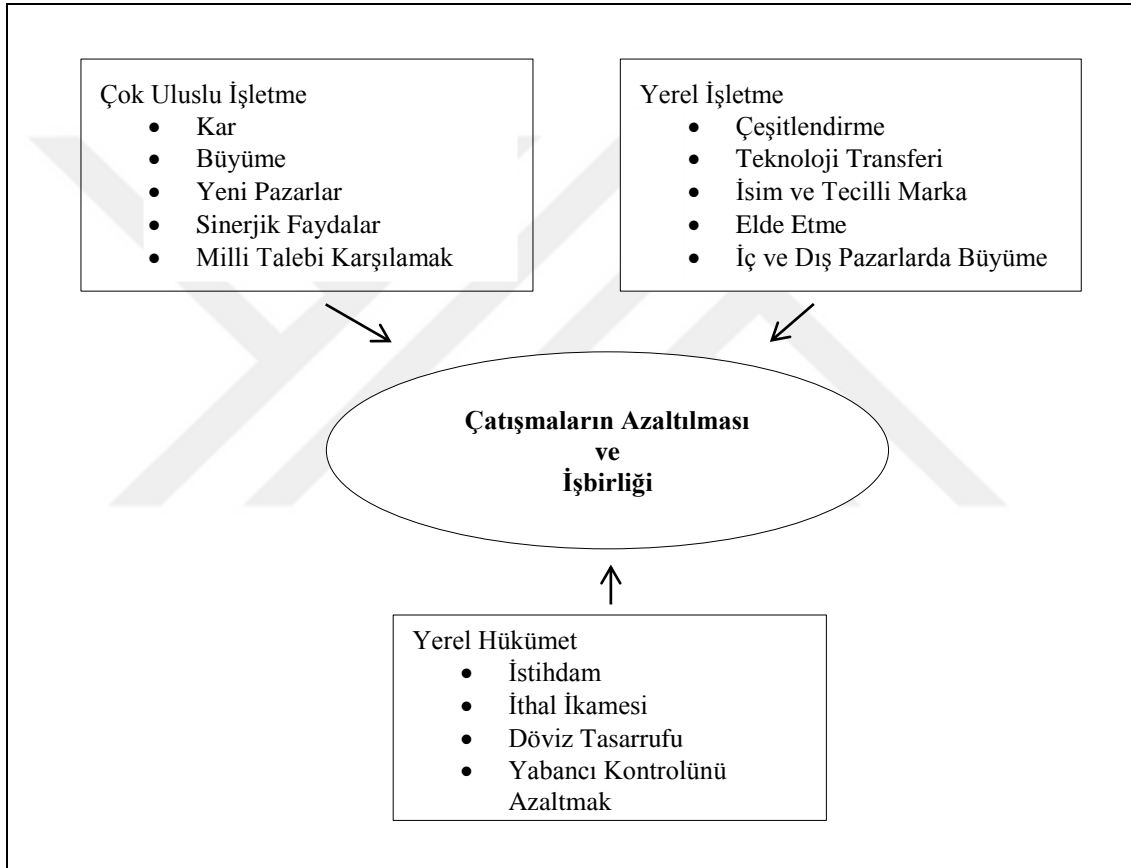 Çok Uluslu İşletme
• Kar
• Büyüme
• Yeni Pazarlar
• Sinerjik Faydalar
• Milli Talebi Karşılamak
Yerel İşletme
• Çeşitlendirme
• Teknoloji Transferi
• İsim ve Tecilli Marka
• Elde Etme
• İç ve Dış Pazarlarda Büyüme
Çatışmaların Azaltılması
ve
İşbirliği
Yerel Hükümet
• İstihdam
• İthal İkamesi
• Döviz Tasarrufu
• Yabancı Kontrolünü
Azaltmak